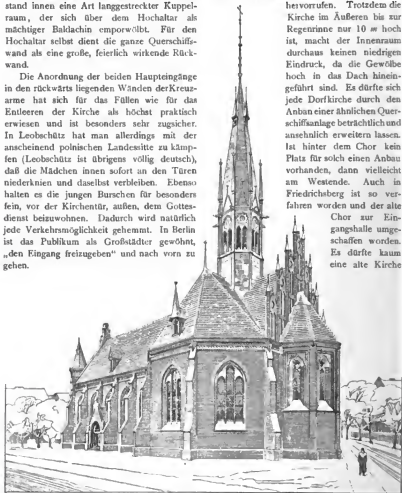 stand innen eine Art langgestreckter Kuppel-
raum, der sich über dem Hochaltar als
mächtiger Baldachin emporwölbt. Für den
Hochaltar selbst dient die ganze Querschiffs-
wand als eine große, feierlich wirkende Rück-
wand.
Die Anordnung der beiden Haupteingänge
in den rückwärts liegenden Wänden derKreuz-
arme hat sich für das Füllen wie für das
Entleeren der Kirche als höchst praktisch
erwiesen und ist besonders sehr zugsicher.
In Leobschütz hat man allerdings mit der
anscheinend polnischen Landessitte zu kämp-
fen (Leobschütz ist übrigens völlig deutsch),
daß die Mädchen innen sofort an den Türen
niederknien und daselbst verbleiben. Ebenso
halten es die jungen Burschen für besonders
fein, vor der Kirchentür, außen, dem Gottes-
dienst beizuwohnen. Dadurch wird natürlich
jede Verkehrsmöglichkeit gehemmt. In Berlin
ist das Publikum als Großstädter gewöhnt,
„den Eingang freizugeben“ und nach vorn zu
gehen.
hervorrufen. Trotzdem die
Kirche im Äußeren bis zur
Regenrinne nur 10 m hoch
ist, macht der Innenraum
durchaus keinen niedrigen
Eindruck, da die Gewölbe
hoch in das Dach hinein-
geführt sind. Es dürfte sich
jede Dorfkirche durch den
Anbau einer ähnlichen Quer-
schiffsanlage beträchtlich und
ansehnlich erweitern lassen.
Ist hinter dem Chor kein
Platz für solch einen Anbau
vorhanden, dann vielleicht
am Westende. Auch in
Friedrichsberg ist so ver-
fahren worden und der alte
Chor zur Ein-
gangshalle umge-
schaffen worden.
Es dürfte kaum
eine alte Kirche